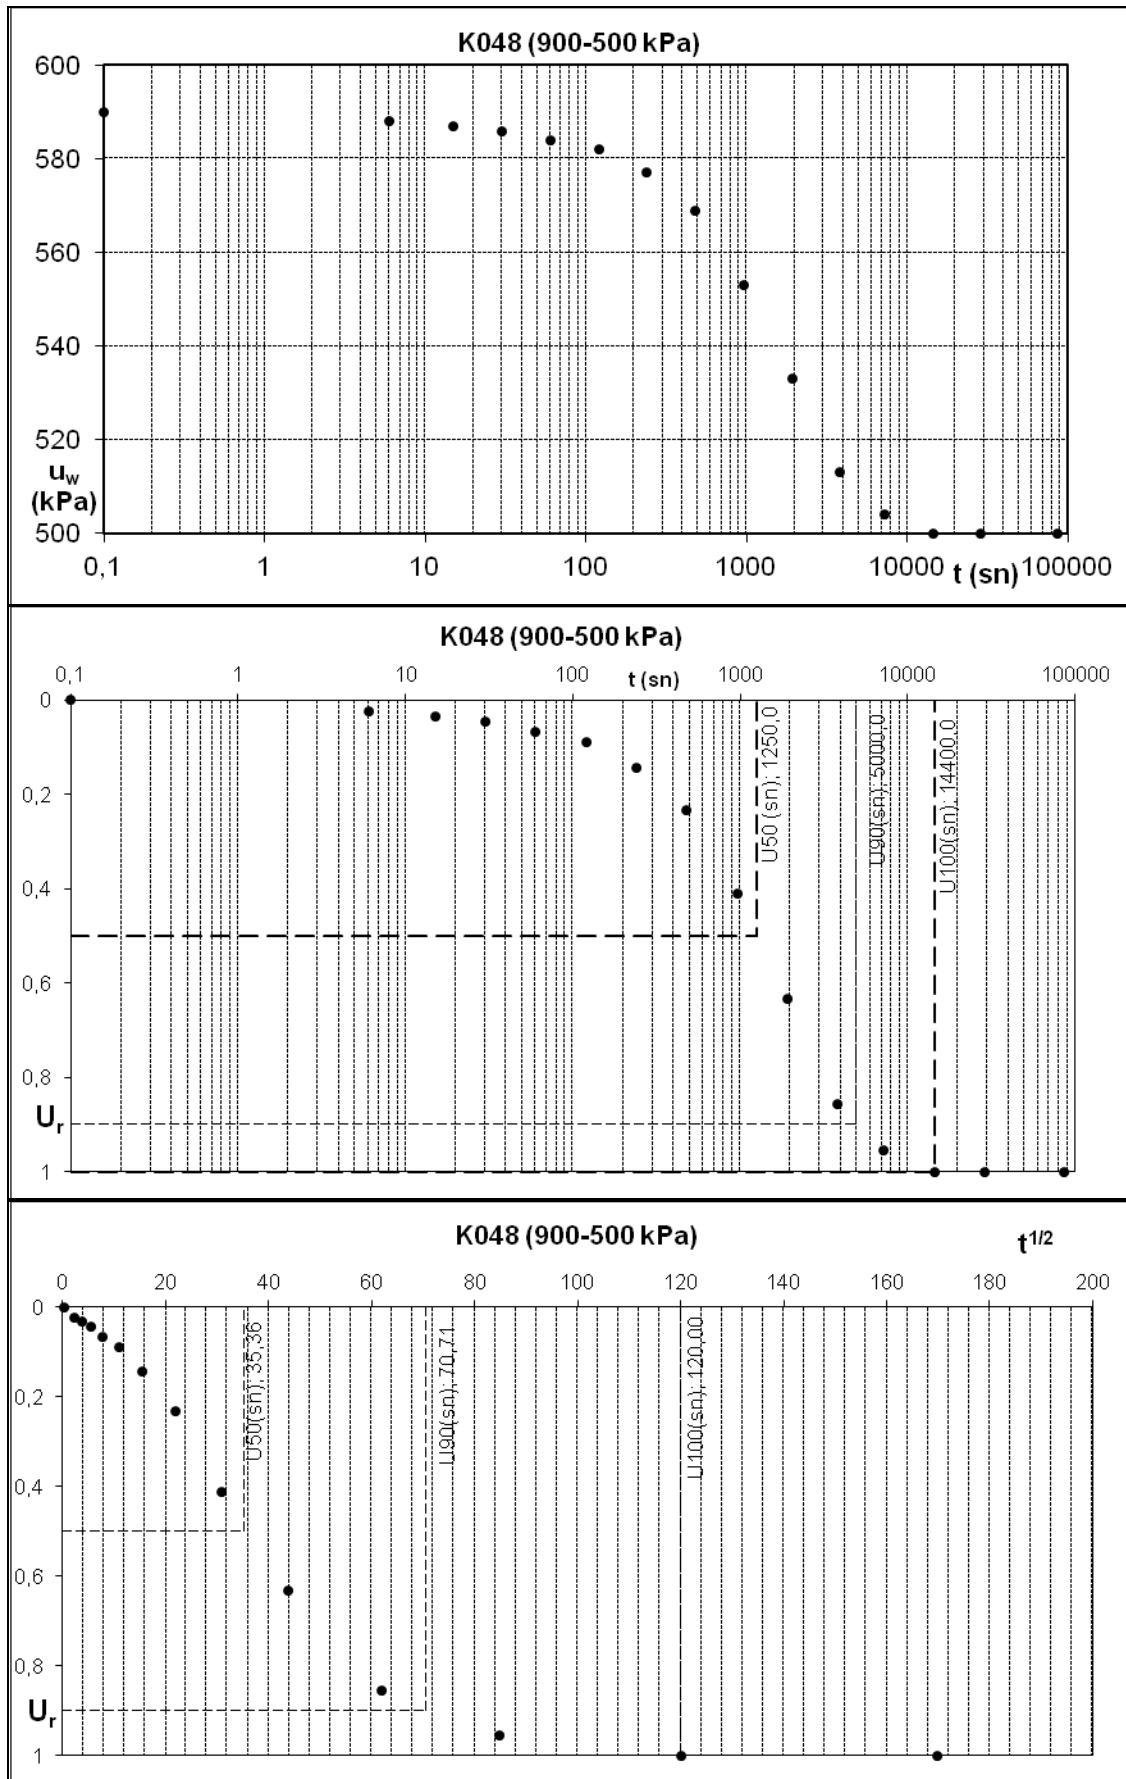 K048 (900-500 kPa)
600
580
560
540
520
u_w
(kPa)
500
0,1 1 10 100 1000 10000 t (sn) 100000
K048 (900-500 kPa)
0,1 1 10 100 t (sn) 1000 10000 100000
0
0,2
0,4
0,6
0,8
U_r
1
U50 (sn); 1250,0
U90(sn); 5000,0
U100(sn); 14400,0
K048 (900-500 kPa)
t^1/2
0 20 40 60 80 100 120 140 160 180 200
0
0,2
0,4
0,6
0,8
U_r
1
U50(sn); 35,36
U90(sn); 70,71
U100(sn); 120,00